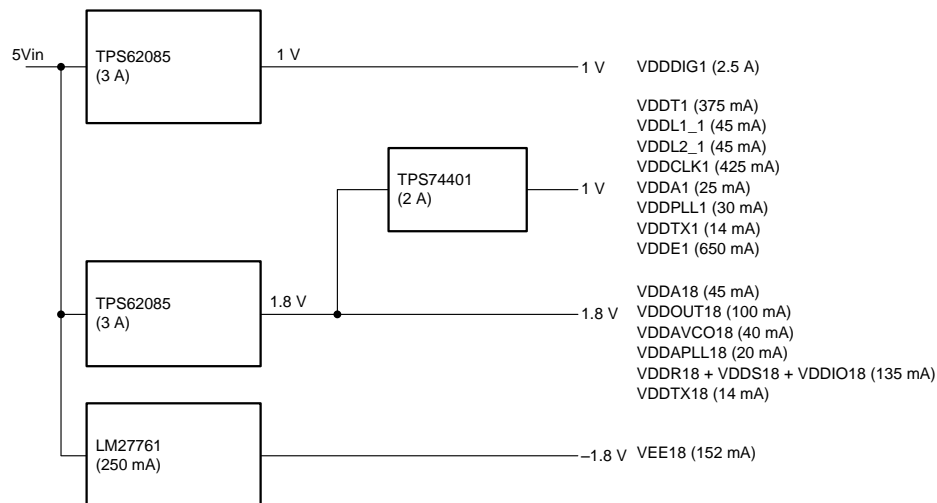 5Vin
TPS62085
(3 A)
1 V
1 V
VDDDIG1 (2.5 A)
VDDT1 (375 mA)
VDDL1_1 (45 mA)
VDDL2_1 (45 mA)
VDDCLK1 (425 mA)
VDDA1 (25 mA)
VDDPLL1 (30 mA)
VDDTX1 (14 mA)
VDDE1 (650 mA)
TPS74401
(2 A)
1 V
TPS62085
(3 A)
1.8 V
1.8 V
VDDA18 (45 mA)
VDDOUT18 (100 mA)
VDDAVCO18 (40 mA)
VDDAPLL18 (20 mA)
VDDR18 + VDDS18 + VDDIO18 (135 mA)
VDDTX18 (14 mA)
LM27761
(250 mA)
–1.8 V
VEE18 (152 mA)